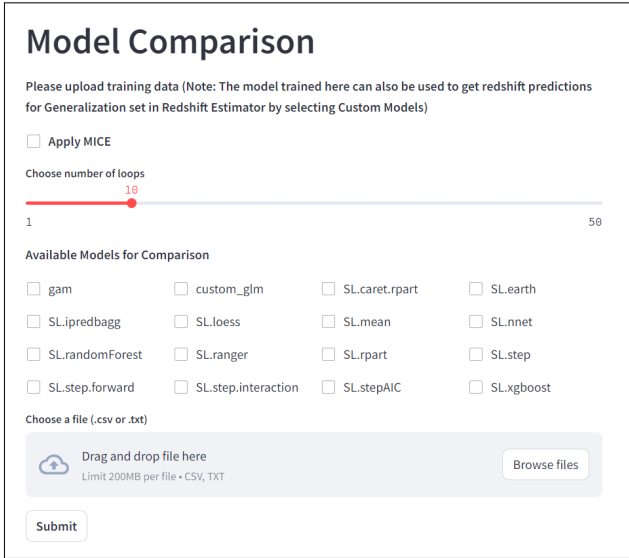 Model Comparison
Please upload training data (Note: The model trained here can also be used to get redshift predictions
for Generalization set in Redshift Estimator by selecting Custom Models)
Apply MICE
Choose number of loops
10
1 50
Available Models for Comparison
gam custom_glm SL.caret.rpart SL.earth
SL.ipredbagg SL.loess SL.mean SL.nnet
SL.randomForest SL.ranger SL.rpart SL.step
SL.step.forward SL.step.interaction SL.stepAIC SL.xgboost
Choose a file (.csv or .txt)
Drag and drop file here
Limit 200MB per file • CSV, TXT
Browse files
Submit